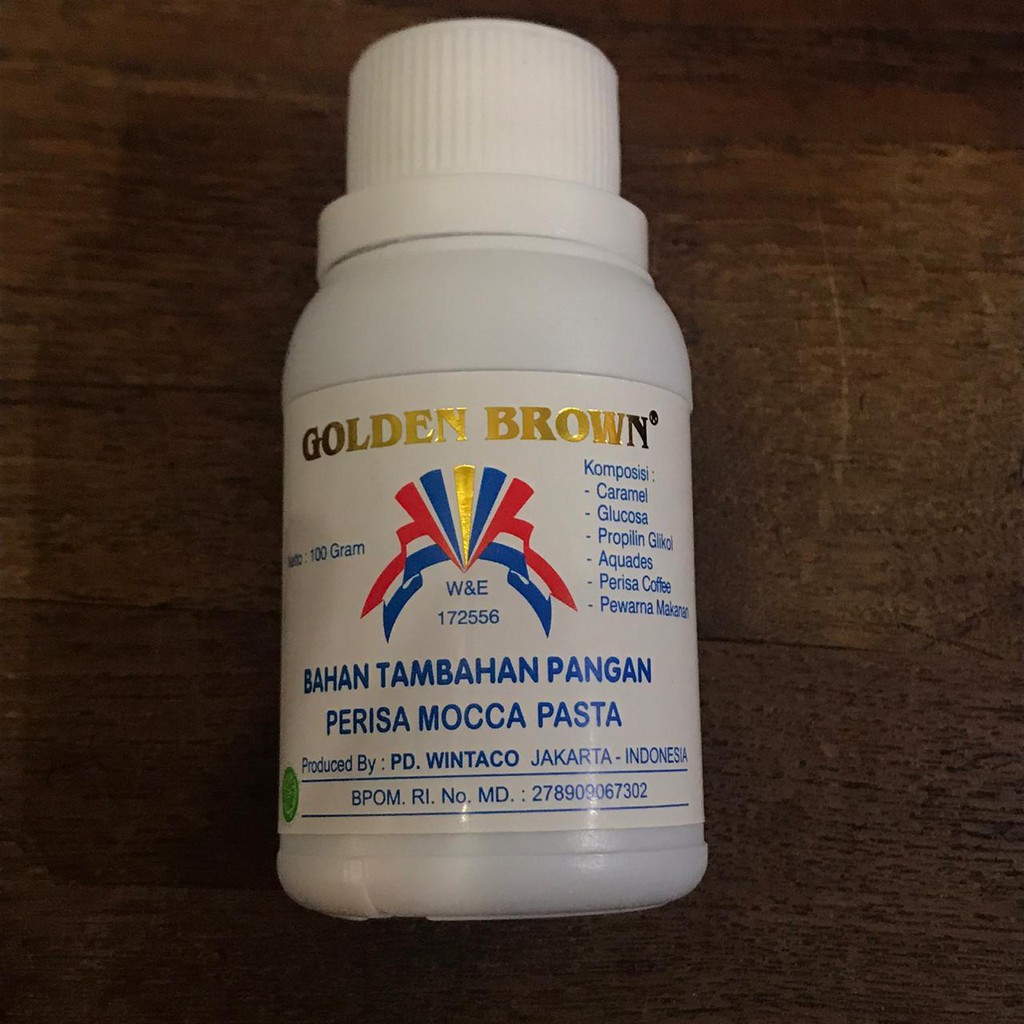 GOLDEN BROWN®
Komposisi :
- Caramel
- Glucosa
- Propilin Glikol
- Aquades
- Perisa Coffee
- Pewarna Makanan
Netto : 100 Gram
W&E
172556
BAHAN TAMBAHAN PANGAN
PERISA MOCCA PASTA
Produced By : PD. WINTACO JAKARTA - INDONESIA
BPOM. RI. No. MD. : 278909067302